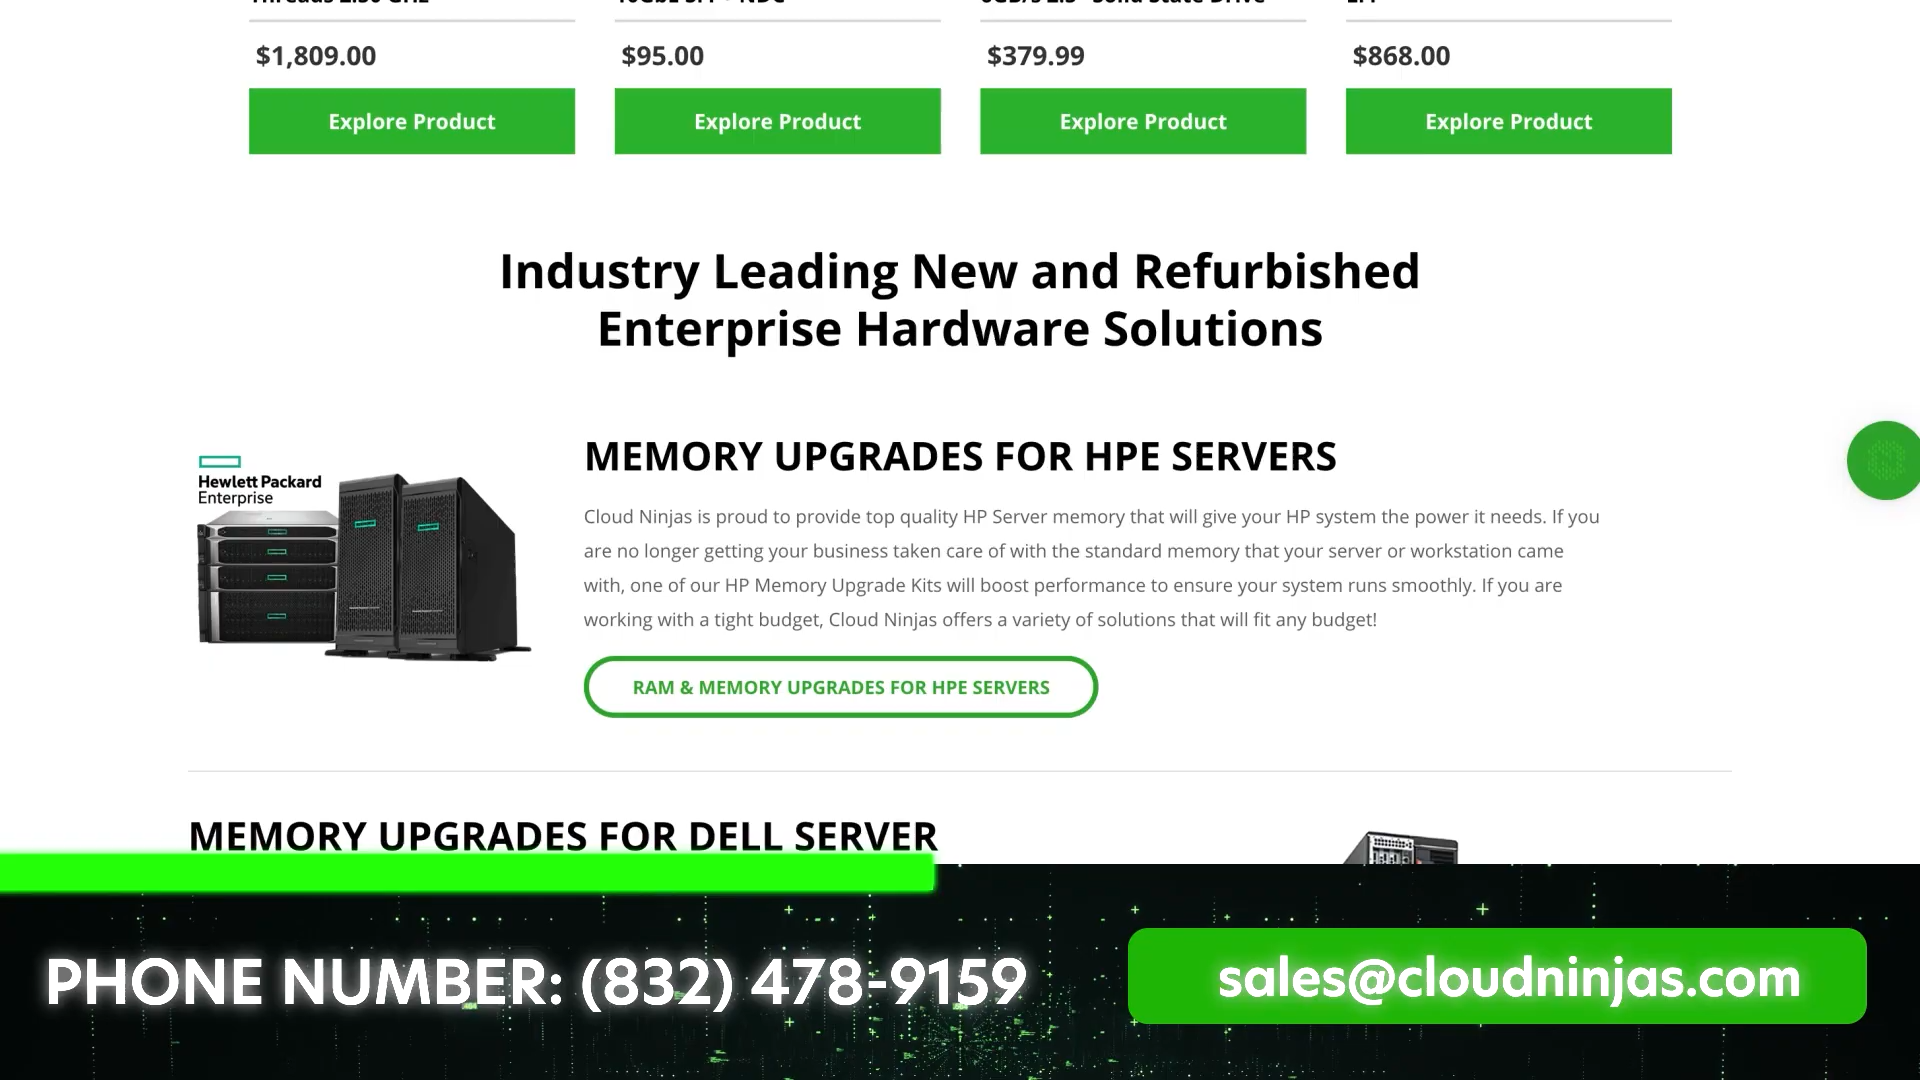 $1,809.00
$95.00
$379.99
$868.00
Explore Product
Explore Product
Explore Product
Explore Product
Industry Leading New and Refurbished
Enterprise Hardware Solutions
Hewlett Packard
Enterprise
MEMORY UPGRADES FOR HPE SERVERS
Cloud Ninjas is proud to provide top quality HP Server memory that will give your HP system the power it needs. If you
are no longer getting your business taken care of with the standard memory that your server or workstation came
with, one of our HP Memory Upgrade Kits will boost performance to ensure your system runs smoothly. If you are
working with a tight budget, Cloud Ninjas offers a variety of solutions that will fit any budget!
RAM & MEMORY UPGRADES FOR HPE SERVERS
MEMORY UPGRADES FOR DELL SERVER
PHONE NUMBER: (832) 478-9159
sales@cloudninjas.com